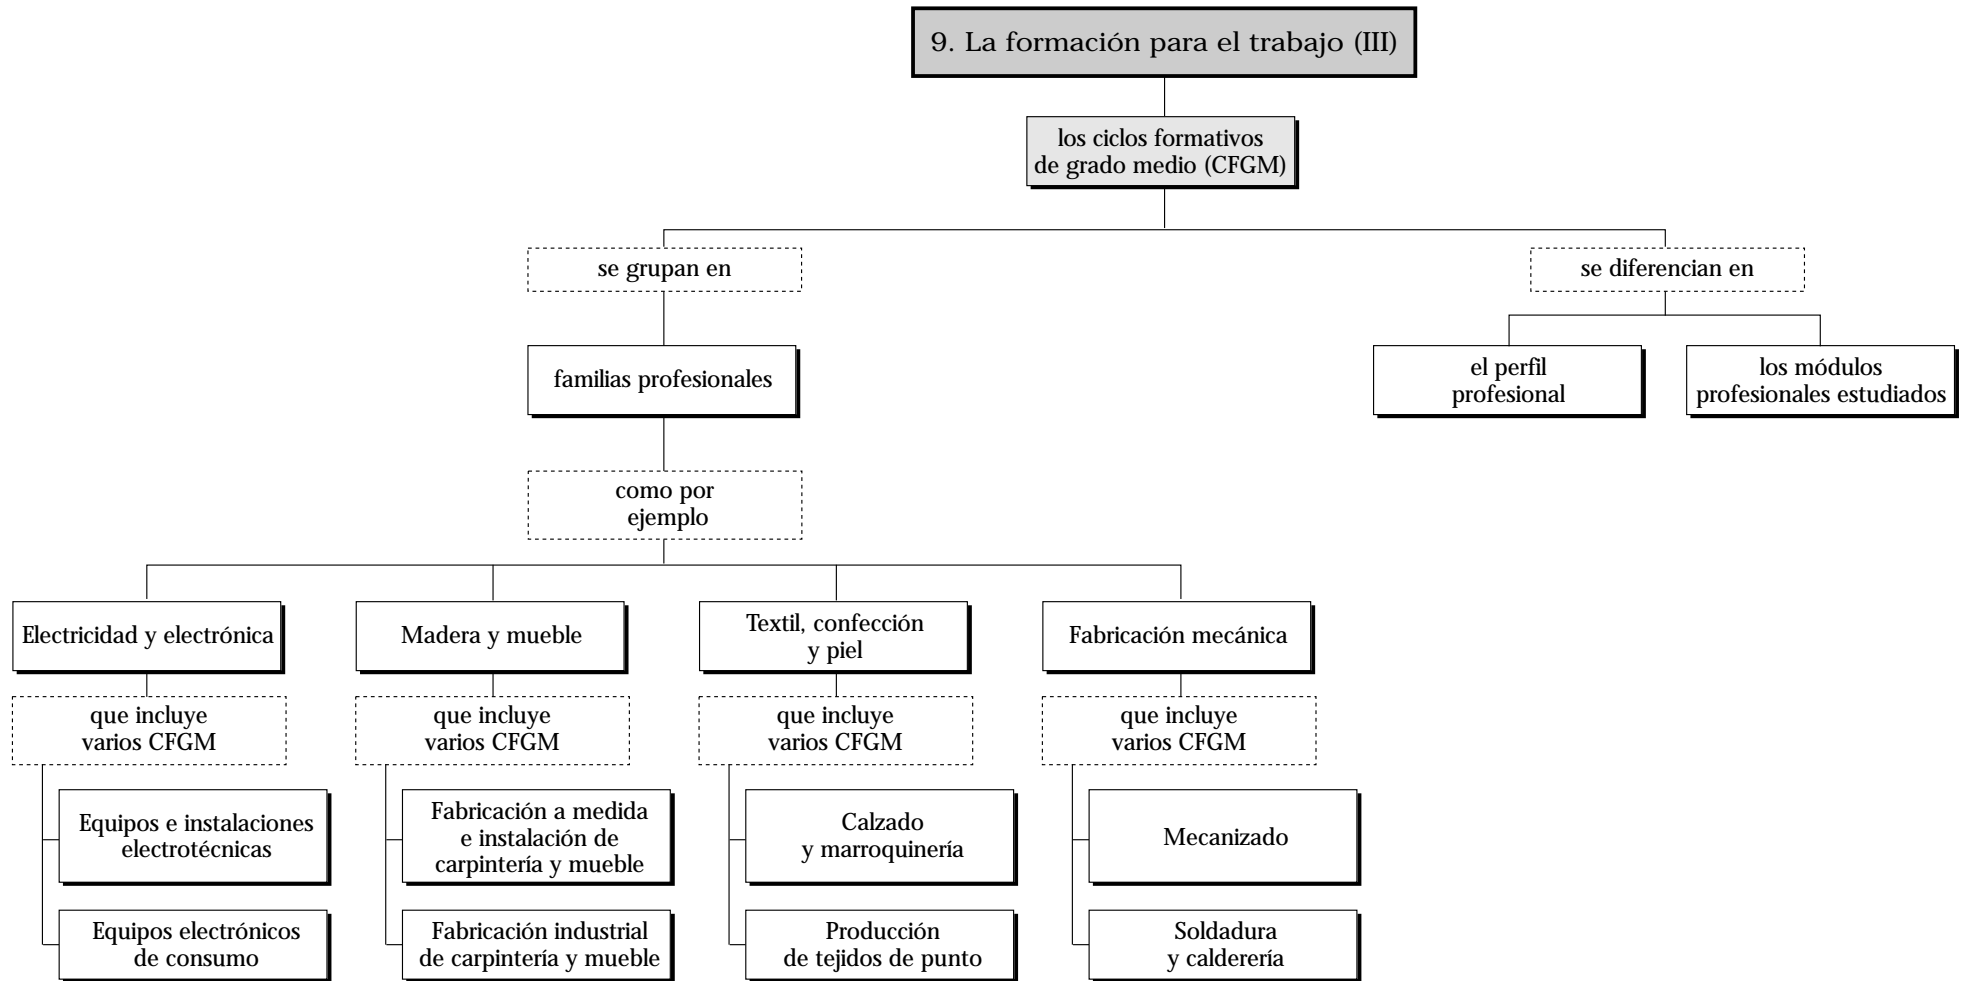 9. La formación para el trabajo (III)
los ciclos formativos
de grado medio (CFGM)
se grupan en
se diferencian en
familias profesionales
el perfil
profesional
los módulos
profesionales estudiados
como por
ejemplo
Electricidad y electrónica
Madera y mueble
Textil, confección
y piel
Fabricación mecánica
que incluye
varios CFGM
que incluye
varios CFGM
que incluye
varios CFGM
que incluye
varios CFGM
Equipos e instalaciones
electrotécnicas
Fabricación a medida
e instalación de
carpintería y mueble
Calzado
y marroquinería
Mecanizado
Equipos electrónicos
de consumo
Fabricación industrial
de carpintería y mueble
Producción
de tejidos de punto
Soldadura
y calderería